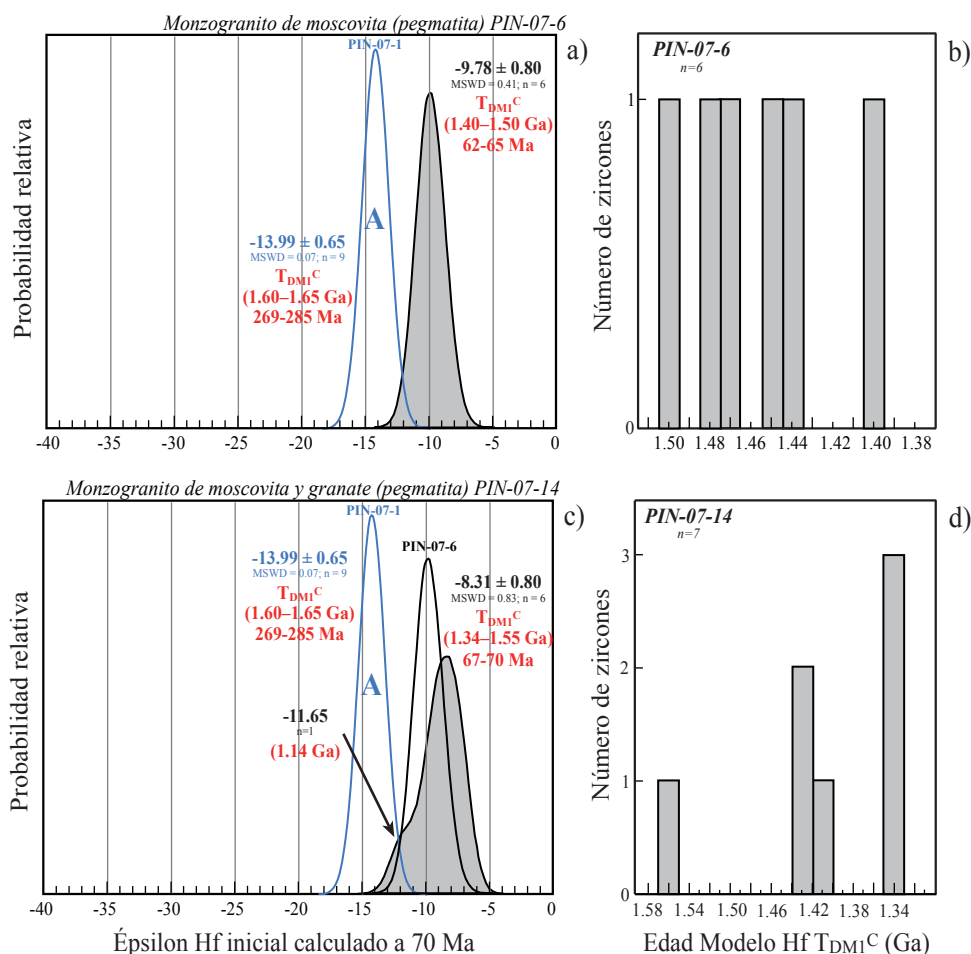 Monzogranito de moscovita (pegmatita) PIN-07-6
a)
PIN-07-1
-9.78 ± 0.80
MSWD = 0.41; n = 6
TDM1C
(1.40–1.50 Ga)
62-65 Ma
A
-13.99 ± 0.65
MSWD = 0.07; n = 9
TDM1C
(1.60–1.65 Ga)
269-285 Ma
Probabilidad relativa
-40 -35 -30 -25 -20 -15 -10 -5 0
b)
PIN-07-6
n=6
1
0
Número de zircones
1.50 1.48 1.46 1.44 1.42 1.40 1.38
Monzogranito de moscovita y granate (pegmatita) PIN-07-14
c)
PIN-07-1
PIN-07-6
-13.99 ± 0.65
MSWD = 0.07; n = 9
TDM1C
(1.60–1.65 Ga)
269-285 Ma
-8.31 ± 0.80
MSWD = 0.83; n = 6
TDM1C
(1.34–1.55 Ga)
67-70 Ma
A
-11.65
n=1
(1.14 Ga)
Probabilidad relativa
-40 -35 -30 -25 -20 -15 -10 -5 0
Épsilon Hf inicial calculado a 70 Ma
d)
PIN-07-14
n=7
3
2
1
0
Número de zircones
1.58 1.54 1.50 1.46 1.42 1.38 1.34
Edad Modelo Hf TDM1C (Ga)